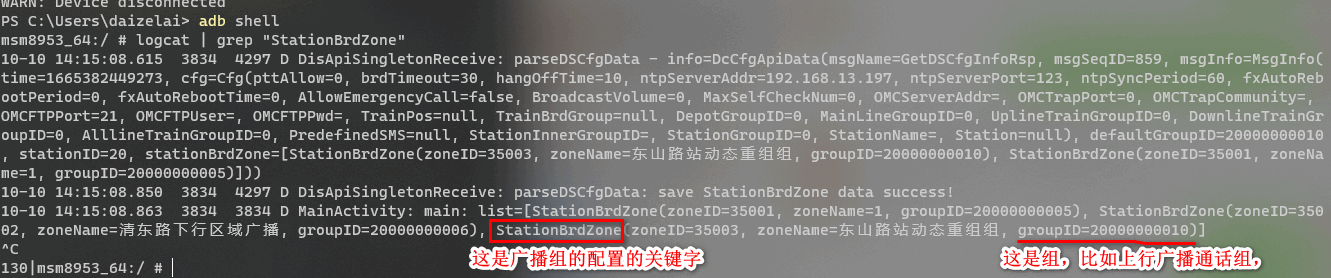 WARN: Device disconnected
PS C:\Users\daizelai> adb shell
msm8953_64:/ # logcat | grep "StationBrdZone"
10-10 14:15:08.615  3834  4297 D DisApiSingletonReceive: parseDSCfgData - info=DcCfgApiData(msgName=GetDSCfgInfoRsp, msgSeqID=859, msgInfo=MsgInfo(
time=1665382449273, cfg=Cfg(pttAllow=0, brdTimeout=30, hangOffTime=10, ntpServerAddr=192.168.13.197, ntpServerPort=123, ntpSyncPeriod=60, fxAutoReb
ootPeriod=0, fxAutoRebootTime=0, AllowEmergencyCall=false, BroadcastVolume=0, MaxSelfCheckNum=0, OMCServerAddr=, OMCTrapPort=0, OMCTrapCommunity=,
OMCFTPPort=21, OMCFTPUser=, OMCFTPPwd=, TrainPos=null, TrainBrdGroup=null, DepotGroupID=0, MainLineGroupID=0, UplineTrainGroupID=0, DownlineTrainGr
oupID=0, AlllineTrainGroupID=0, PredefinedSMS=null, StationInnerGroupID=, StationGroupID=0, StationName=, Station=null), defaultGroupID=20000000010
, stationID=20, stationBrdZone=[StationBrdZone(zoneID=35003, zoneName=东山路站动态重组组, groupID=20000000010), StationBrdZone(zoneID=35001, zoneNa
me=1, groupID=20000000005)]))
10-10 14:15:08.850  3834  4297 D DisApiSingletonReceive: parseDSCfgData: save StationBrdZone data success!
10-10 14:15:08.863  3834  3834 D MainActivity: main: list=[StationBrdZone(zoneID=35001, zoneName=1, groupID=20000000005), StationBrdZone(zoneID=350
02, zoneName=清东路下行区域广播, groupID=20000000006), StationBrdZone(zoneID=35003, zoneName=东山路站动态重组组, groupID=20000000010)]
^C
这是广播组的配置的关键字
这是组，比如上行广播通话组，
130|msm8953_64:/ #